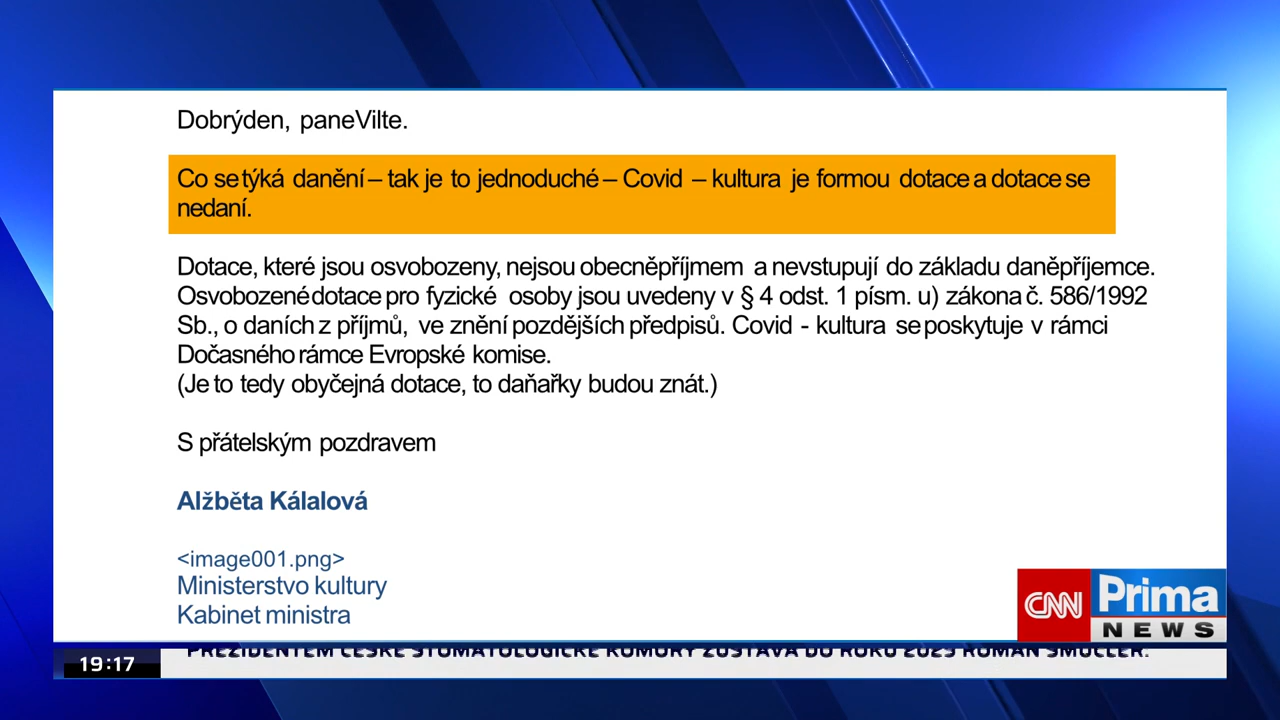 Dobrýden, paneVilte.
Co setýká danění – tak je to jednoduché – Covid – kultura je formou dotace a dotace se
nedaní.
Dotace, které jsou osvobozeny, nejsou obecněpříjmem a nevstupují do základu daněpříjemce.
Osvobozenédotace pro fyzické osoby jsou uvedeny v § 4 odst. 1 písm. u) zákona č. 586/1992
Sb., o daních z příjmů, ve znění pozdějších předpisů. Covid - kultura se poskytuje v rámci
Dočasného rámce Evropské komise.
(Je to tedy obyčejná dotace, to daňařky budou znát.)
S přátelským pozdravem
Alžběta Kálalová
<image001.png>
Ministerstvo kultury
Kabinet ministra
CNN Prima
NEWS
19:17 PREZIDENTEM ČESKÉ STOMATOLOGICKÉ KOMORY ZŮSTÁVÁ DO ROKU 2025 ROMAN ŠMUCLER.